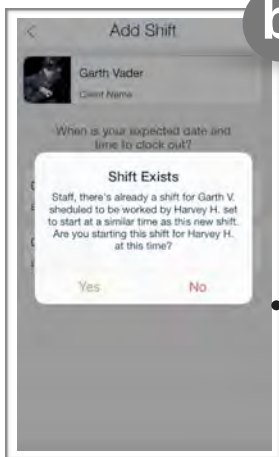 b
Add Shift
Garth Vader
Client Name
When is your expected date and
time to clock out?
Shift Exists
Staff, there's already a shift for Garth V.
sheduled to be worked by Harvey H. set
to start at a similar time as this new shift.
Are you starting this shift for Harvey H.
at this time?
Yes
No